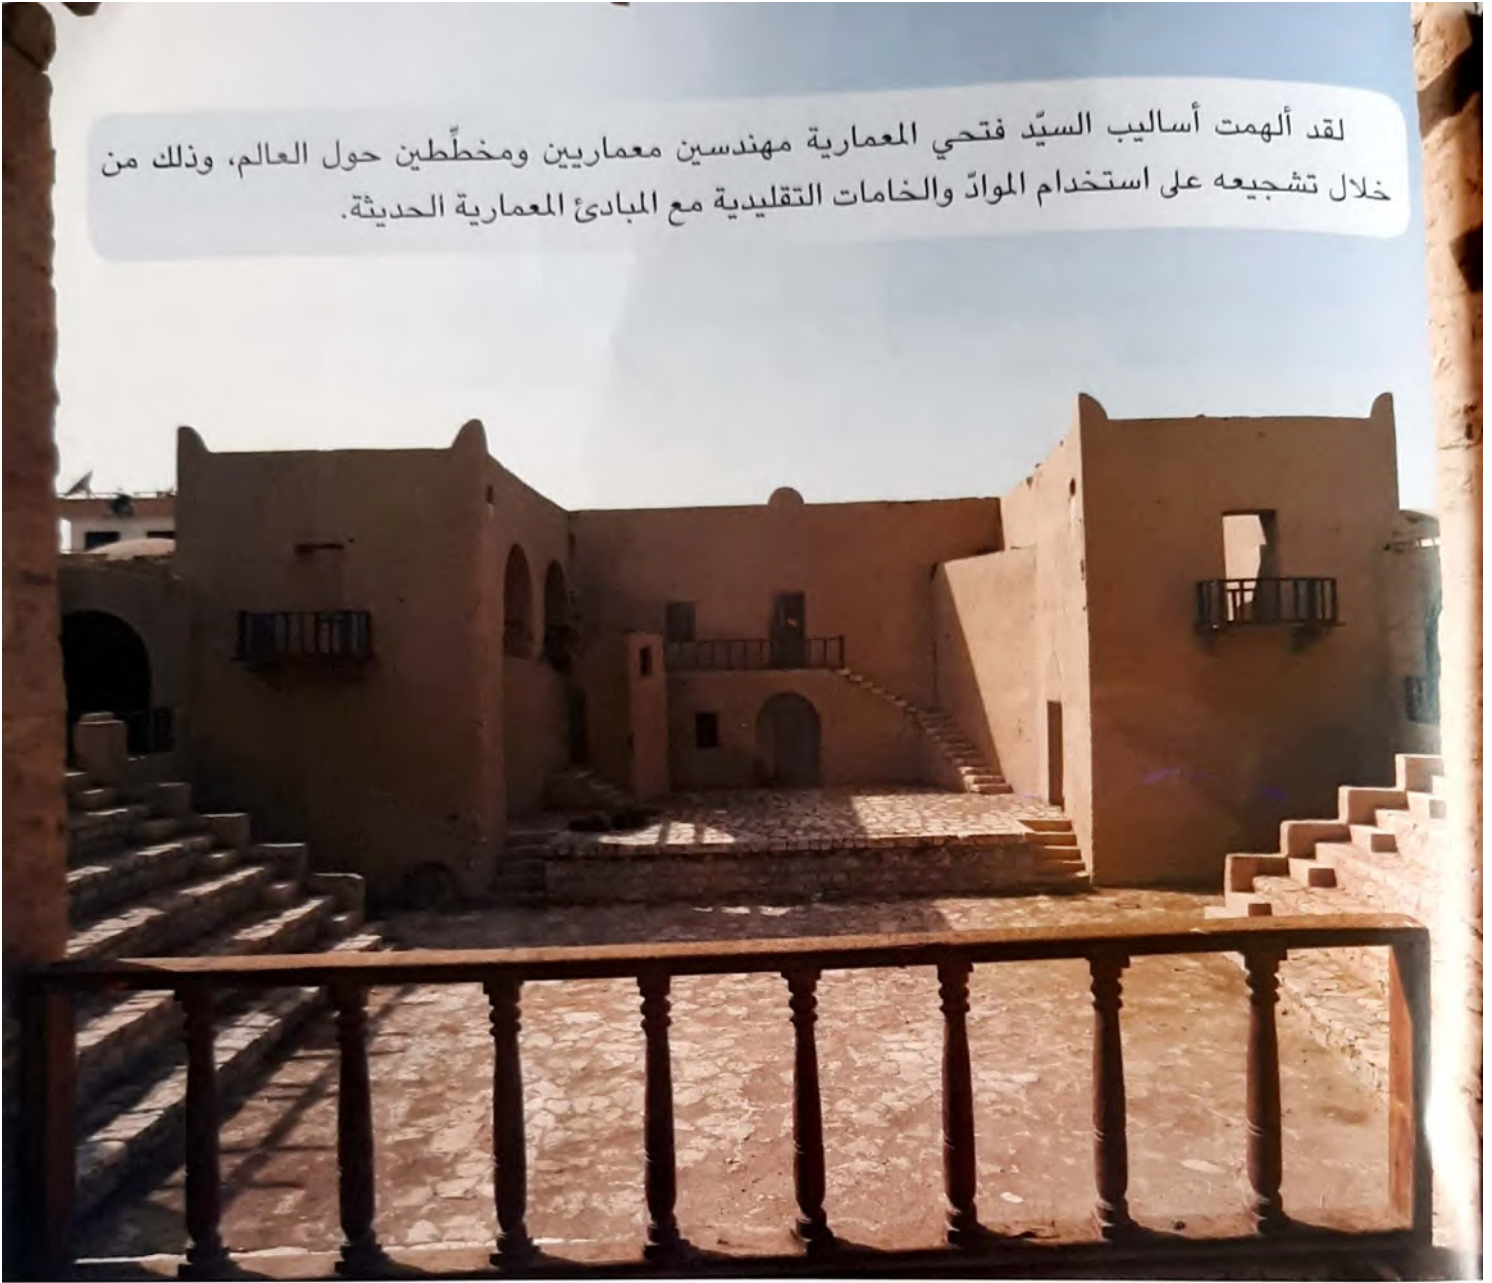 لقد ألهمت أساليب السيّد فتحي المعمارية مهندسين معماريين ومخطِّطين حول العالم، وذلك من
خلال تشجيعه على استخدام الموادّ والخامات التقليدية مع المبادئ المعمارية الحديثة.